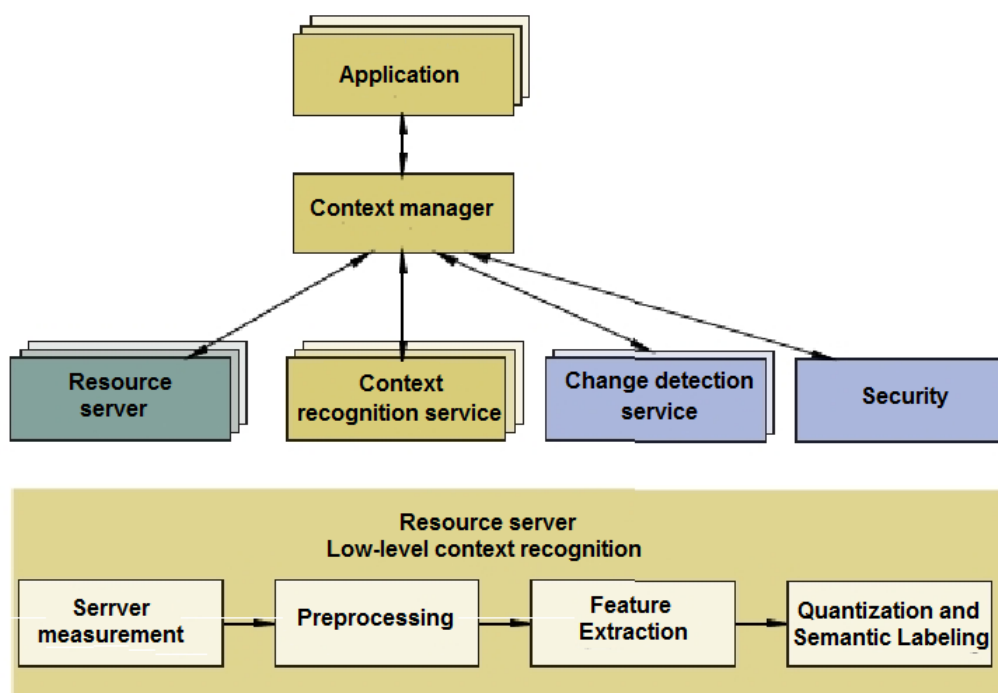 Application
Context manager
Resource
server
Context
recognition service
Change detection
service
Security
Resource server
Low-level context recognition
Serrver
measurement
Preprocessing
Feature
Extraction
Quantization and
Semantic Labeling